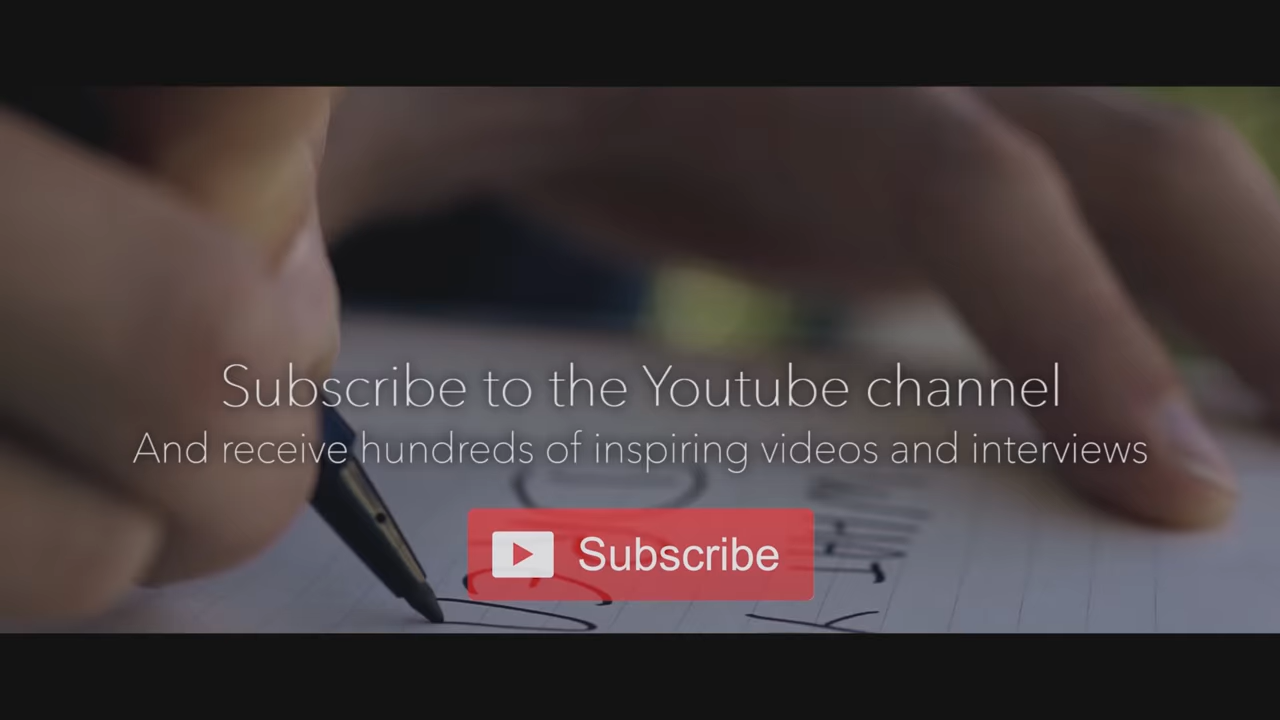 Subscribe to the Youtube channel
And receive hundreds of inspiring videos and interviews
Subscribe